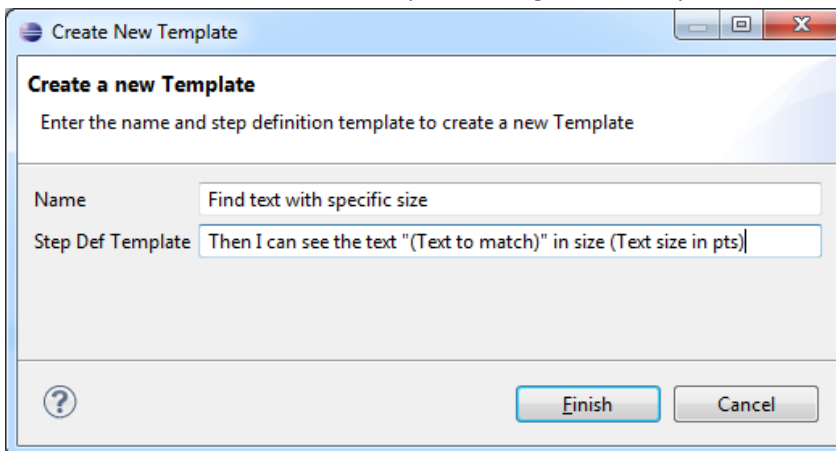 Create New Template
Create a new Template
Enter the name and step definition template to create a new Template
Name Find text with specific size
Step Def Template Then I can see the text "(Text to match)" in size (Text size in pts)
Finish Cancel